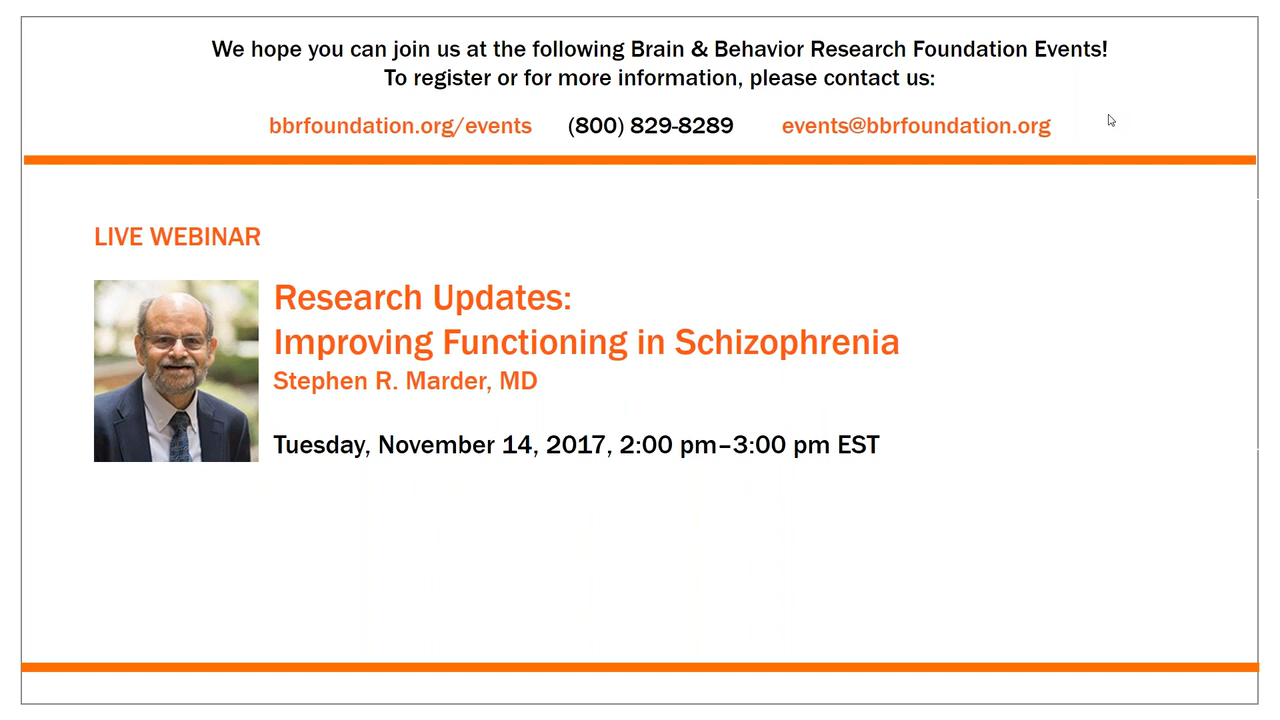 We hope you can join us at the following Brain & Behavior Research Foundation Events!
To register or for more information, please contact us:
bbrfoundation.org/events (800) 829-8289 events@bbrfoundation.org
LIVE WEBINAR
Research Updates:
Improving Functioning in Schizophrenia
Stephen R. Marder, MD
Tuesday, November 14, 2017, 2:00 pm–3:00 pm EST